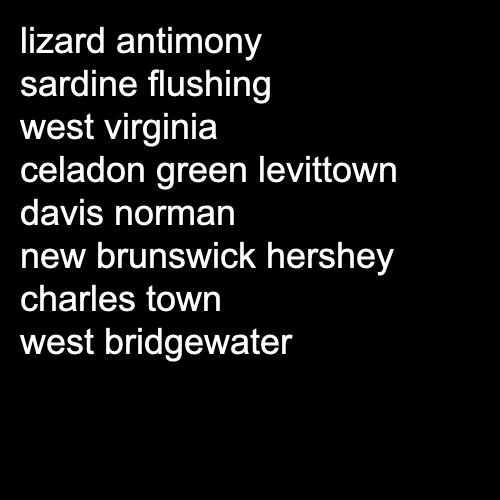 lizard antimony
sardine flushing
west virginia
celadon green levittown
davis norman
new brunswick hershey
charles town
west bridgewater